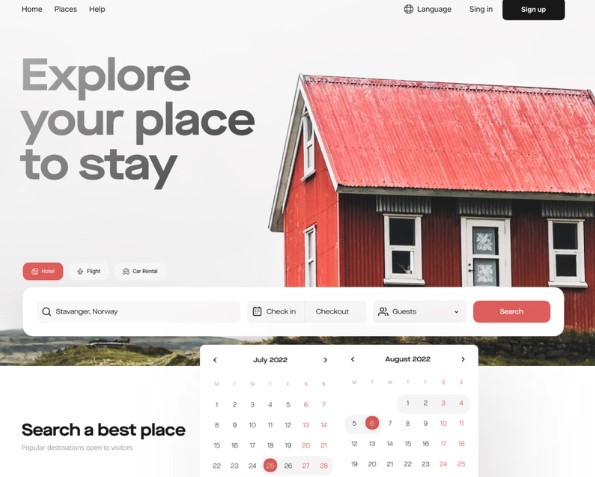 Home Places Help Language Sing in Sign up
Explore
your place
to stay
Hotel Flight Car Rental
Stavanger, Norway Check in Checkout Guests Search
July 2022 August 2022
M T W T F S S M T W T F S S
1 2 3 4 5 6 7 1 2 3 4
8 9 10 11 12 13 14 5 6 7 8 9 10 11
15 16 17 18 19 20 21 12 13 14 15 16 17 18
22 23 24 25 26 27 28 19 20 21 22 23 24 25
Search a best place
Popular destinations open to visitors